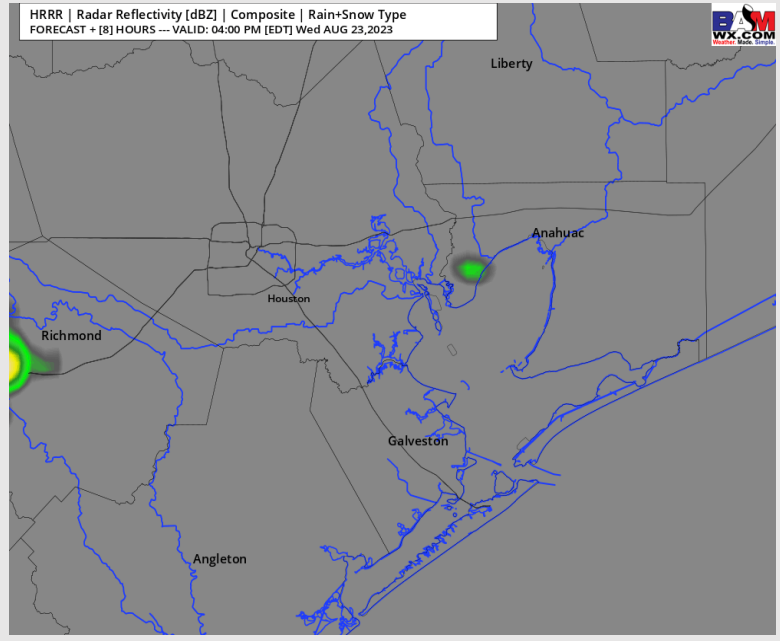 HRRR | Radar Reflectivity [dBZ] | Composite | Rain+Snow Type
FORECAST + [8] HOURS --- VALID: 04:00 PM [EDT] Wed AUG 23,2023
BAM
WX.COM
Weather. Made. Simple.
Liberty
Anahuac
Houston
Richmond
Galveston
Angleton